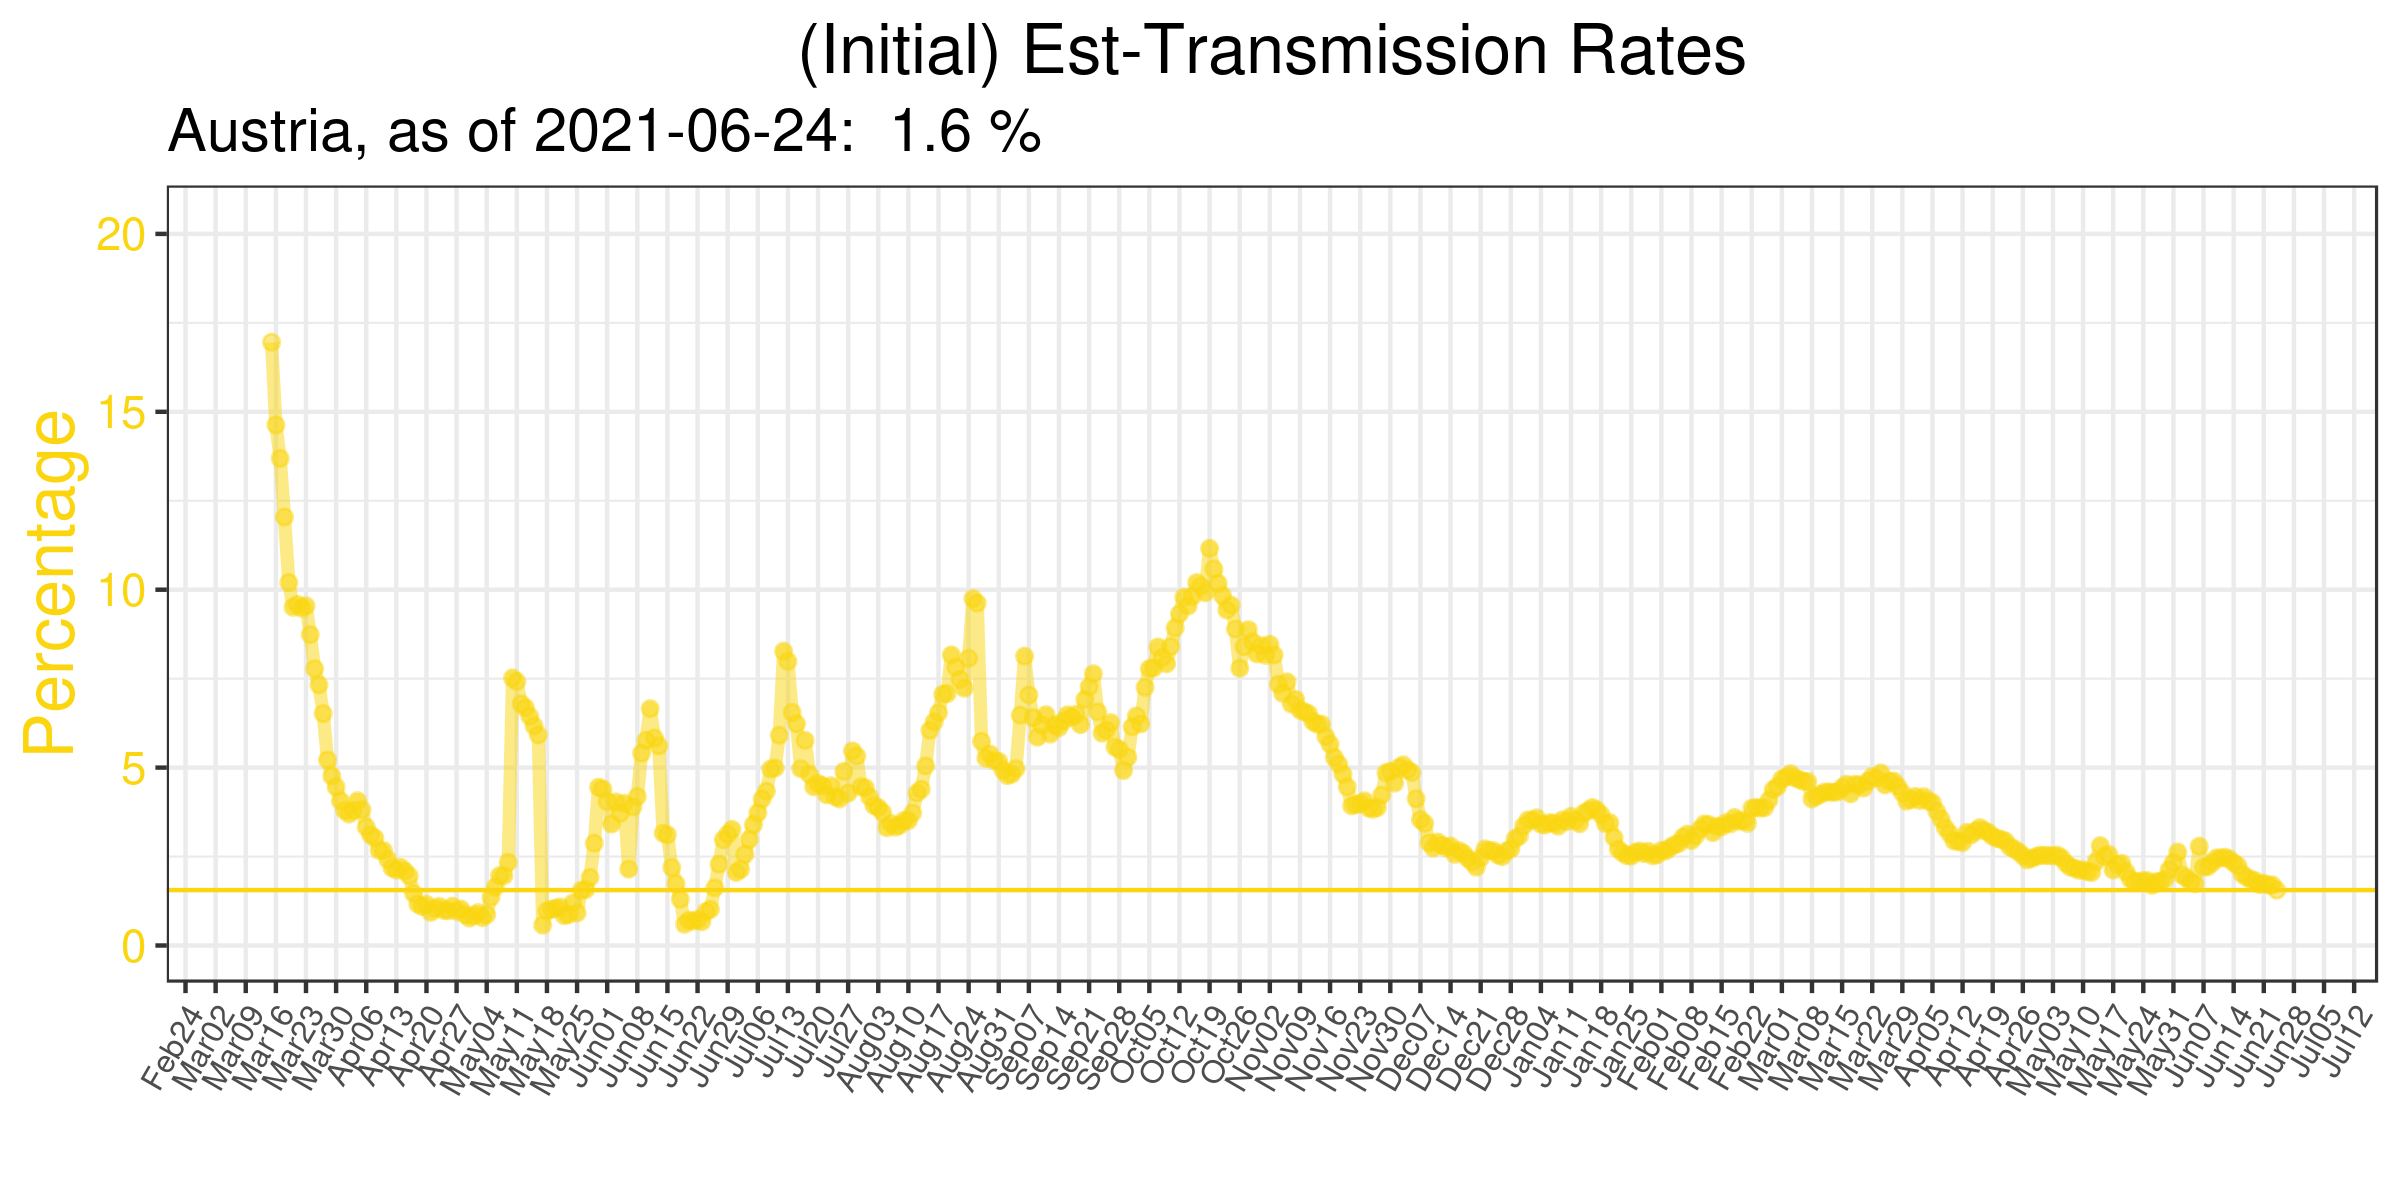 (Initial) Est-Transmission Rates
Austria, as of 2021-06-24:  1.6 %
Percentage
20
15
10
5
0
Feb24
Mar02
Mar09
Mar16
Mar23
Mar30
Apr06
Apr13
Apr20
Apr27
May04
May11
May18
May25
Jun01
Jun08
Jun15
Jun22
Jun29
Jul06
Jul13
Jul20
Jul27
Aug03
Aug10
Aug17
Aug24
Aug31
Sep07
Sep14
Sep21
Sep28
Oct05
Oct12
Oct19
Oct26
Nov02
Nov09
Nov16
Nov23
Nov30
Dec07
Dec14
Dec21
Dec28
Jan04
Jan11
Jan18
Jan25
Feb01
Feb08
Feb15
Feb22
Mar01
Mar08
Mar15
Mar22
Mar29
Apr05
Apr12
Apr19
Apr26
May03
May10
May17
May24
May31
Jun07
Jun14
Jun21
Jun28
Jul05
Jul12